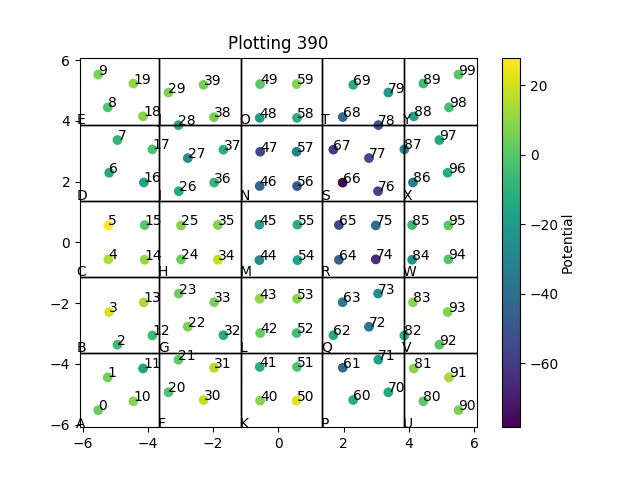 Plotting 390
6
9 19 29 39 49 59 69 79 89 99
8 18 28 38 48 58 68 78 88 98
E J O T Y
4
7 17 27 37 47 57 67 77 87 97
6 16 26 36 46 56 66 76 86 96
2
D I N S X
5 15 25 35 45 55 65 75 85 95
0
4 14 24 34 44 54 64 74 84 94
C H M R W
3 13 23 33 43 53 63 73 83 93
−2
2 12 22 32 42 52 62 72 82 92
B G L Q V
−4
1 11 21 31 41 51 61 71 81 91
0 10 20 30 40 50 60 70 80 90
A F K P U
−6
−6 −4 −2 0 2 4 6
20
0
−20
−40
−60
Potential